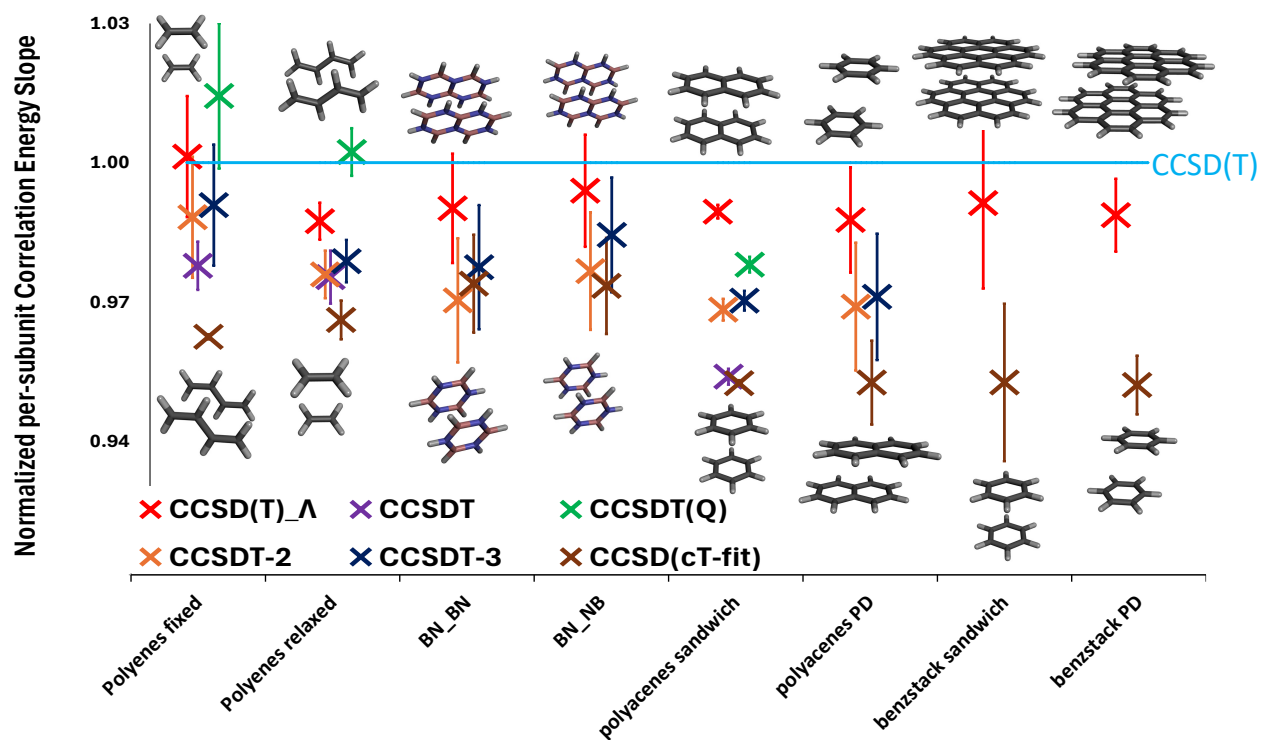 Normalized per-subunit Correlation Energy Slope
1.03
1.00
0.97
0.94
CCSD(T)
CCSD(T)_Λ
CCSDT
CCSDT(Q)
CCSDT-2
CCSDT-3
CCSD(cT-fit)
Polyenes fixed
Polyenes relaxed
BN_BN
BN_NB
polyacenes sandwich
polyacenes PD
benzstack sandwich
benzstack PD